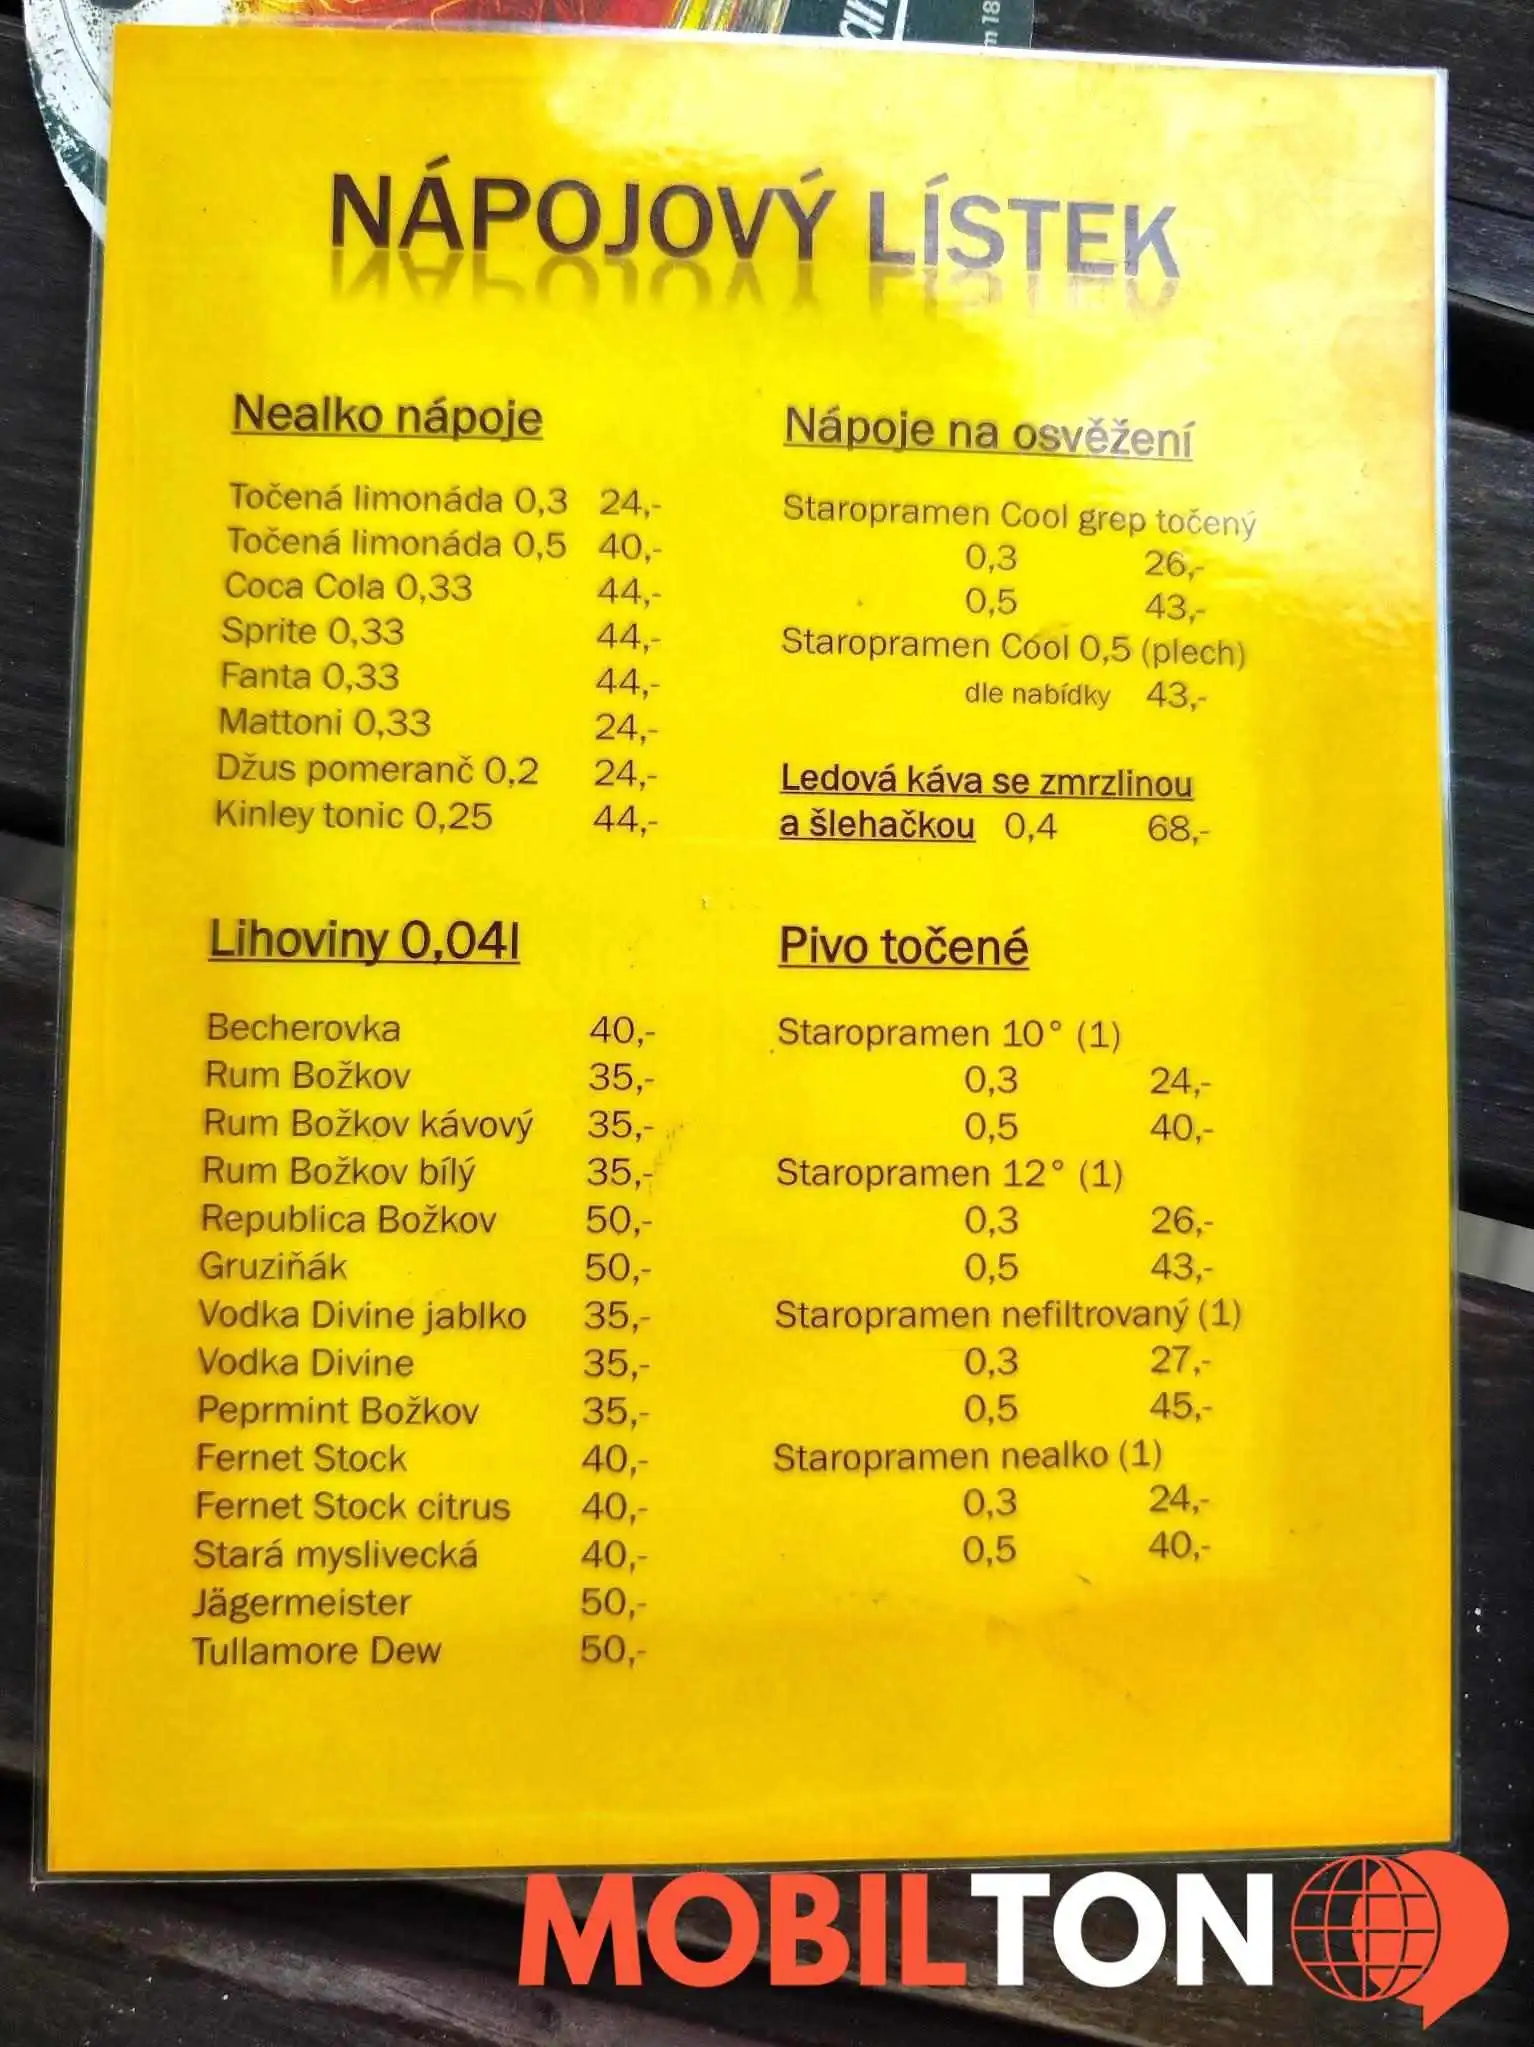 NÁPOJOVÝ LÍSTEK
Nealko nápoje
Točená limonáda 0,3 24,-
Točená limonáda 0,5 40,-
Coca Cola 0,33 44,-
Sprite 0,33 44,-
Fanta 0,33 44,-
Mattoni 0,33 24,-
Džus pomeranč 0,2 24,-
Kinley tonic 0,25 44,-
Lihoviny 0,04l
Becherovka 40,-
Rum Božkov 35,-
Rum Božkov kávový 35,-
Rum Božkov bílý 35,-
Republica Božkov 50,-
Gruziňák 50,-
Vodka Divine jablko 35,-
Vodka Divine 35,-
Peprmint Božkov 35,-
Fernet Stock 40,-
Fernet Stock citrus 40,-
Stará myslivecká 40,-
Jägermeister 50,-
Tullamore Dew 50,-
Nápoje na osvěžení
Staropramen Cool grep točený
0,3 26,-
0,5 43,-
Staropramen Cool 0,5 (plech)
dle nabídky 43,-
Ledová káva se zmrzlinou
a šlehačkou 0,4 68,-
Pivo točené
Staropramen 10° (1)
0,3 24,-
0,5 40,-
Staropramen 12° (1)
0,3 26,-
0,5 43,-
Staropramen nefiltrovaný (1)
0,3 27,-
0,5 45,-
Staropramen nealko (1)
0,3 24,-
0,5 40,-
MOBILTON